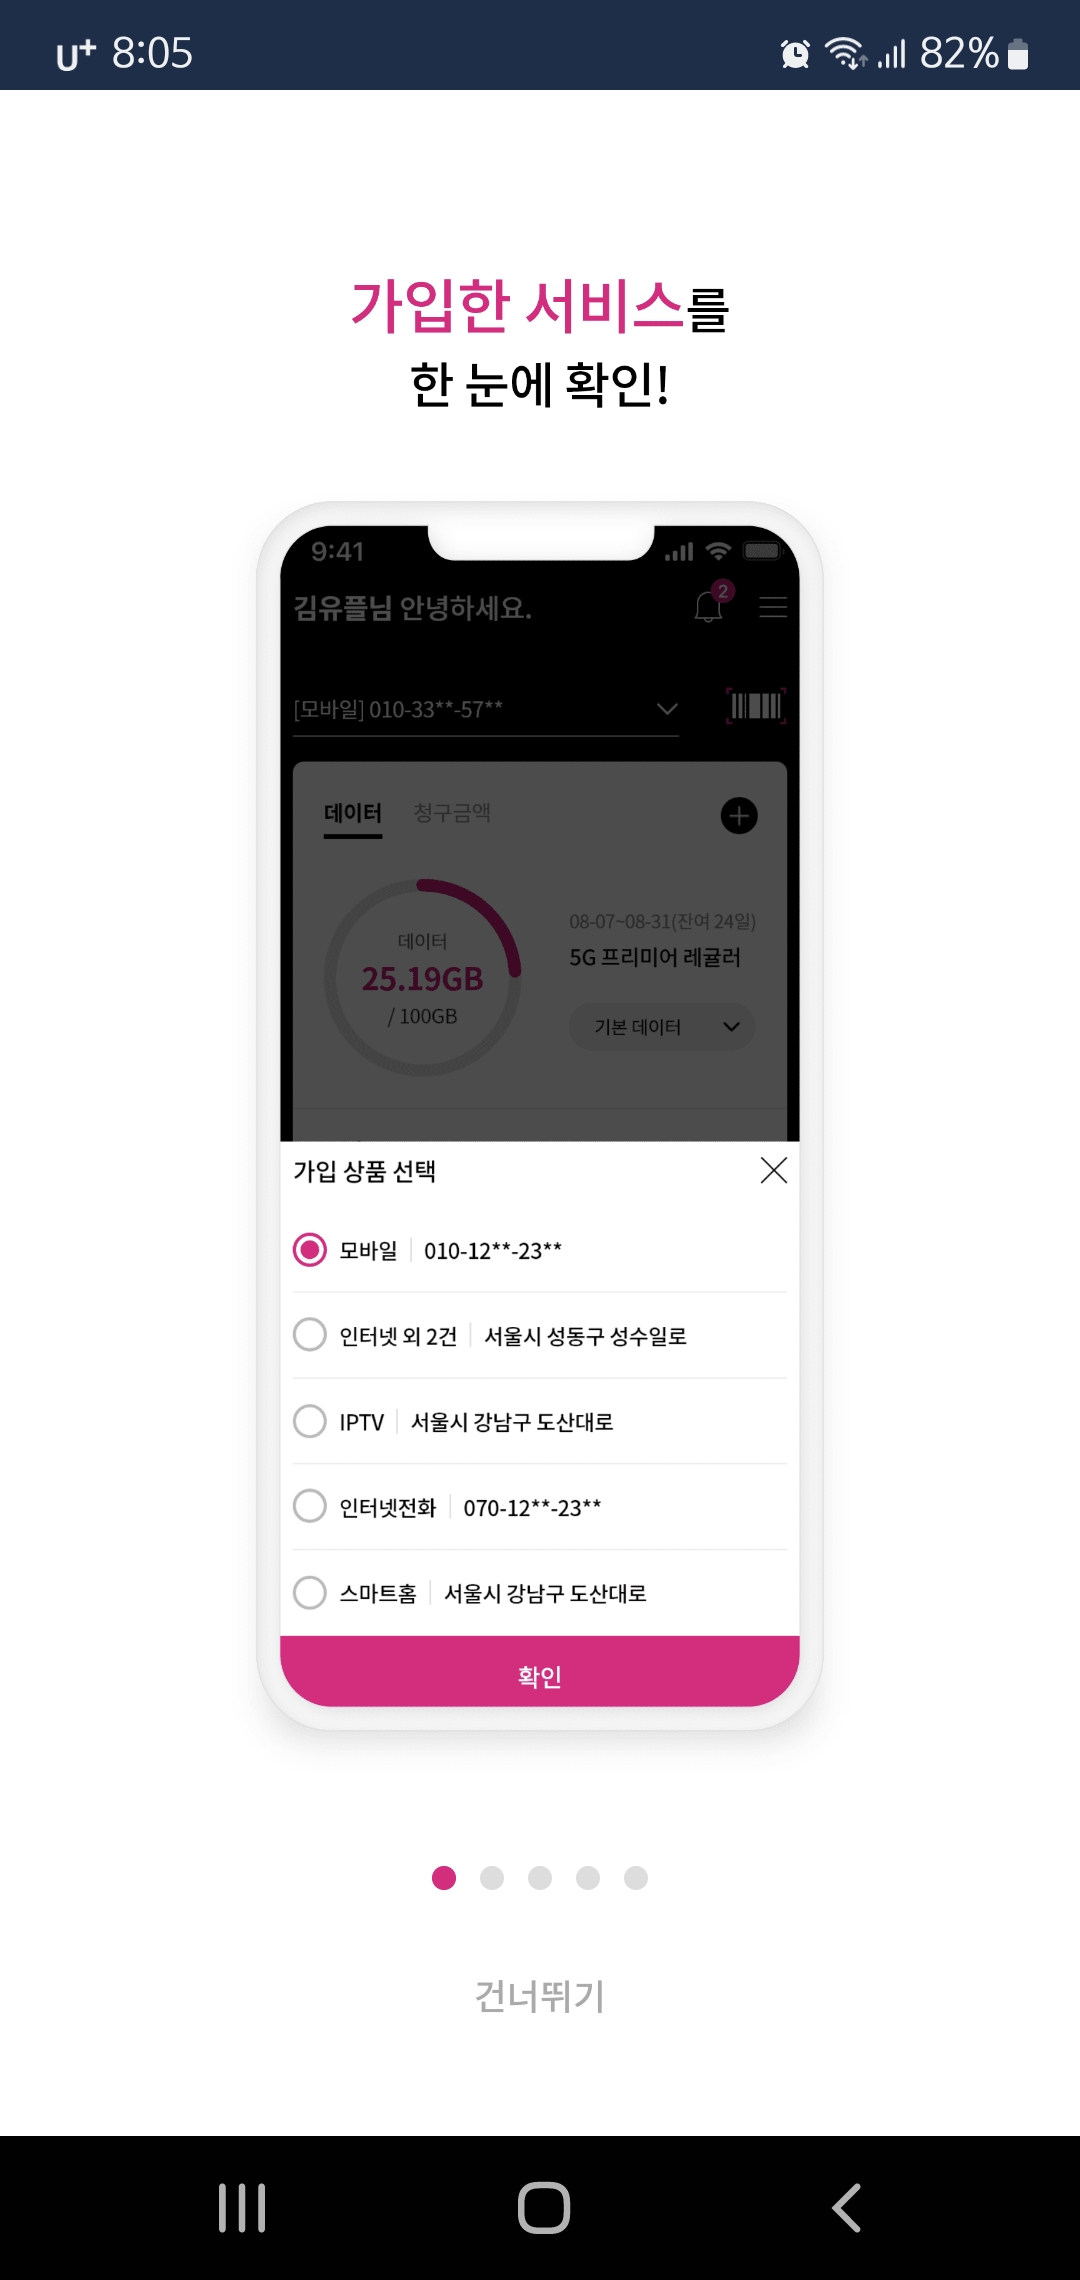 U+ 8:05 82%
가입한 서비스를
한 눈에 확인!
9:41
김유플님 안녕하세요. 2
[모바일] 010-33**-57**
데이터 청구금액
데이터
25.19GB
/ 100GB
08-07~08-31(잔여 24일)
5G 프리미어 레귤러
기본 데이터
가입 상품 선택
모바일 010-12**-23**
인터넷 외 2건 서울시 성동구 성수일로
IPTV 서울시 강남구 도산대로
인터넷전화 070-12**-23**
스마트홈 서울시 강남구 도산대로
확인
건너뛰기